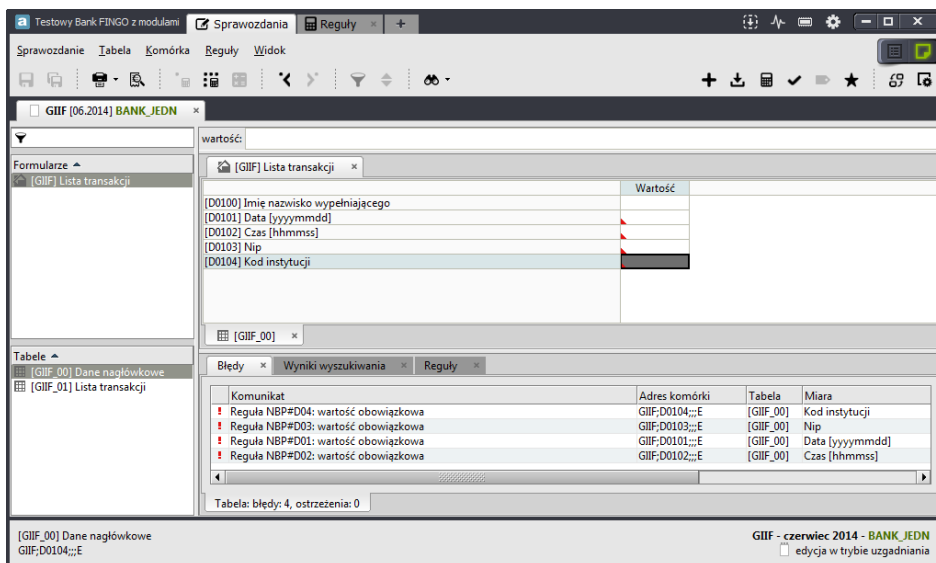 a Testowy Bank FINGO z modulami Sprawozdania Reguły × +
Sprawozdanie Tabela Komórka Reguły Widok
GIIF [06.2014] BANK_JEDN ×
wartość:
Formularze
[GIIF] Lista transakcji
[GIIF] Lista transakcji ×
Wartość
[D0100] Imię nazwisko wypełniającego
[D0101] Data [yyyymmdd]
[D0102] Czas [hhmmss]
[D0103] Nip
[D0104] Kod instytucji
[GIIF_00] ×
Tabele
[GIIF_00] Dane nagłówkowe
[GIIF_01] Lista transakcji
Błędy × Wyniki wyszukiwania × Reguły ×
Komunikat Adres komórki Tabela Miara
! Reguła NBP#D04: wartość obowiązkowa GIIF;D0104;;;E [GIIF_00] Kod instytucji
! Reguła NBP#D03: wartość obowiązkowa GIIF;D0103;;;E [GIIF_00] Nip
! Reguła NBP#D01: wartość obowiązkowa GIIF;D0101;;;E [GIIF_00] Data [yyyymmdd]
! Reguła NBP#D02: wartość obowiązkowa GIIF;D0102;;;E [GIIF_00] Czas [hhmmss]
Tabela: błędy: 4, ostrzeżenia: 0
[GIIF_00] Dane nagłówkowe
GIIF;D0104;;;E
GIIF - czerwiec 2014 - BANK_JEDN
edycja w trybie uzgadniania